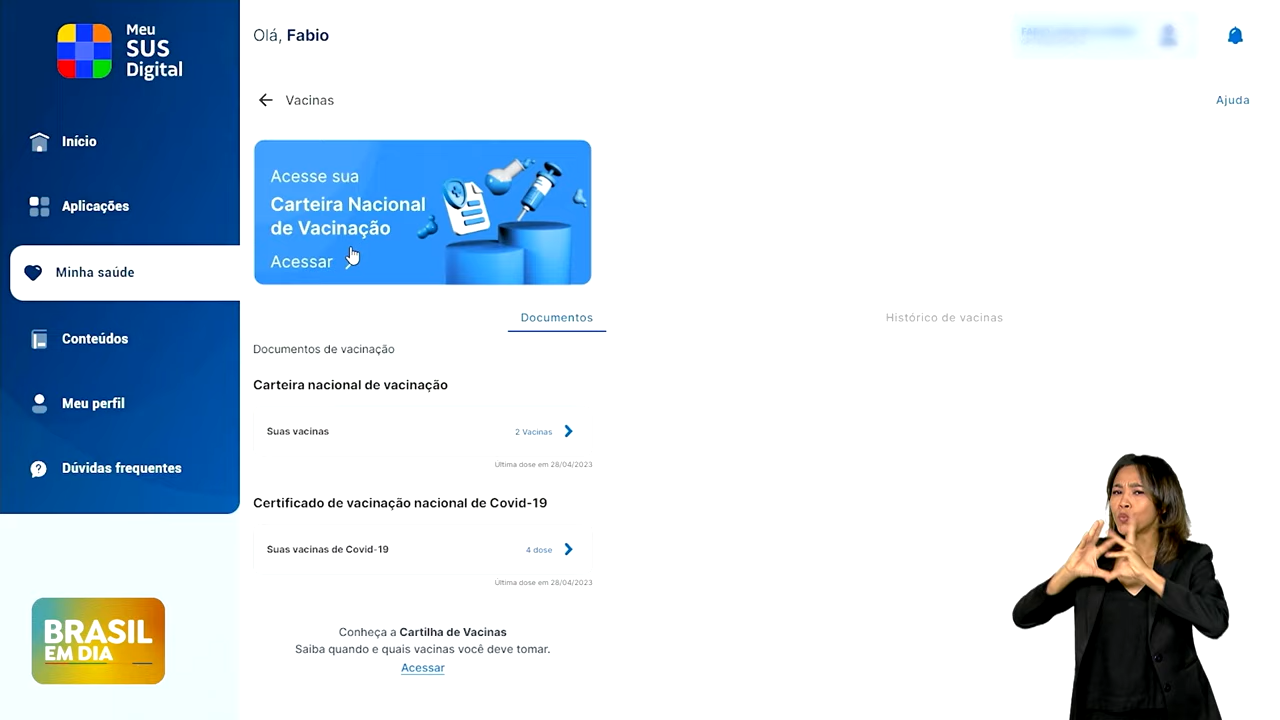 Meu
SUS
Digital
Olá, Fabio
Vacinas
Ajuda
Início
Aplicações
Minha saúde
Conteúdos
Meu perfil
Dúvidas frequentes
Acesse sua
Carteira Nacional
de Vacinação
Acessar
Documentos
Histórico de vacinas
Documentos de vacinação
Carteira nacional de vacinação
Suas vacinas
2 Vacinas
Última dose em 28/04/2023
Certificado de vacinação nacional de Covid-19
Suas vacinas de Covid-19
4 dose
Última dose em 28/04/2023
Conheça a Cartilha de Vacinas
Saiba quando e quais vacinas você deve tomar.
Acessar
BRASIL
EM DIA